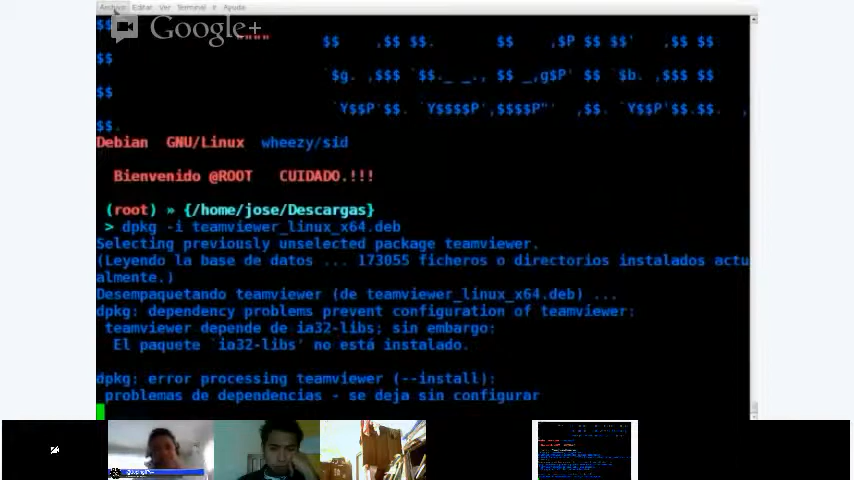 Archivo Editar Ver Terminal Ayuda
Google+
$$
"""" $$ ,$$ $$. $$ ,$P $$ $$' ,$$ $$
$$
`$g. ,$$$ `$$._ _., $$ _,g$P' $$ `$b. ,$$$ $$
$$
`Y$$P'$$. `Y$$$$P',$$$$P"' ,$$. `Y$$P'$$.$$. ,
$$.
Debian GNU/Linux wheezy/sid
Bienvenido @ROOT CUIDADO.!!!
(root) » {/home/jose/Descargas}
> dpkg -i teamviewer_linux_x64.deb
Selecting previously unselected package teamviewer.
(Leyendo la base de datos ... 173055 ficheros o directorios instalados actu
almente.)
Desempaquetando teamviewer (de teamviewer_linux_x64.deb) ...
dpkg: dependency problems prevent configuration of teamviewer:
teamviewer depende de ia32-libs; sin embargo:
El paquete `ia32-libs' no está instalado.
dpkg: error processing teamviewer (--install):
problemas de dependencias - se deja sin configurar